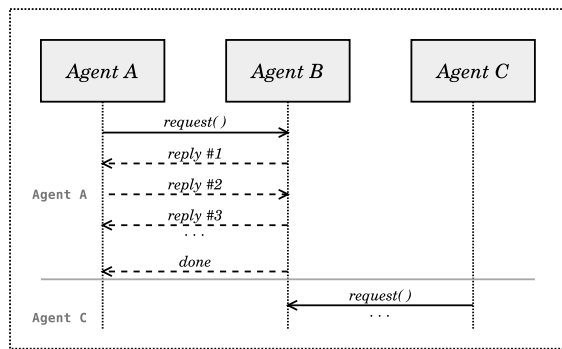 Agent A
Agent B
Agent C
request( )
reply #1
Agent A
reply #2
reply #3
. . .
done
request( )
. . .
Agent C